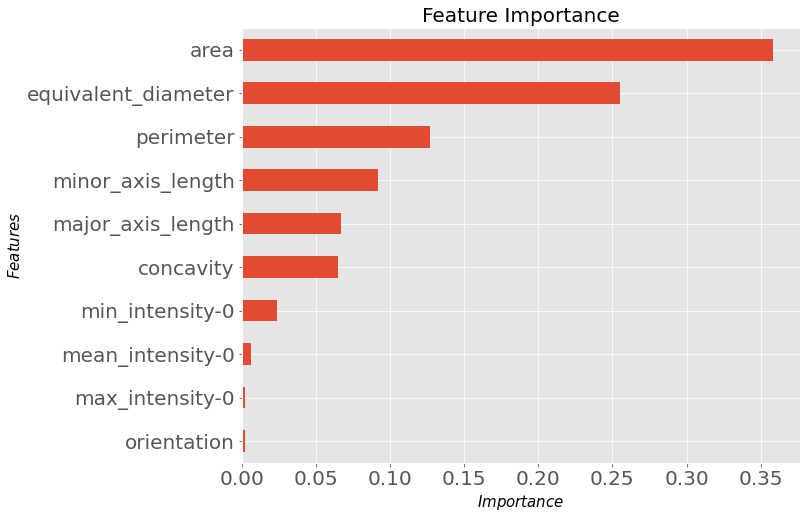 Feature Importance
area
equivalent_diameter
perimeter
minor_axis_length
major_axis_length
concavity
min_intensity-0
mean_intensity-0
max_intensity-0
orientation
Features
0.00 0.05 0.10 0.15 0.20 0.25 0.30 0.35
Importance